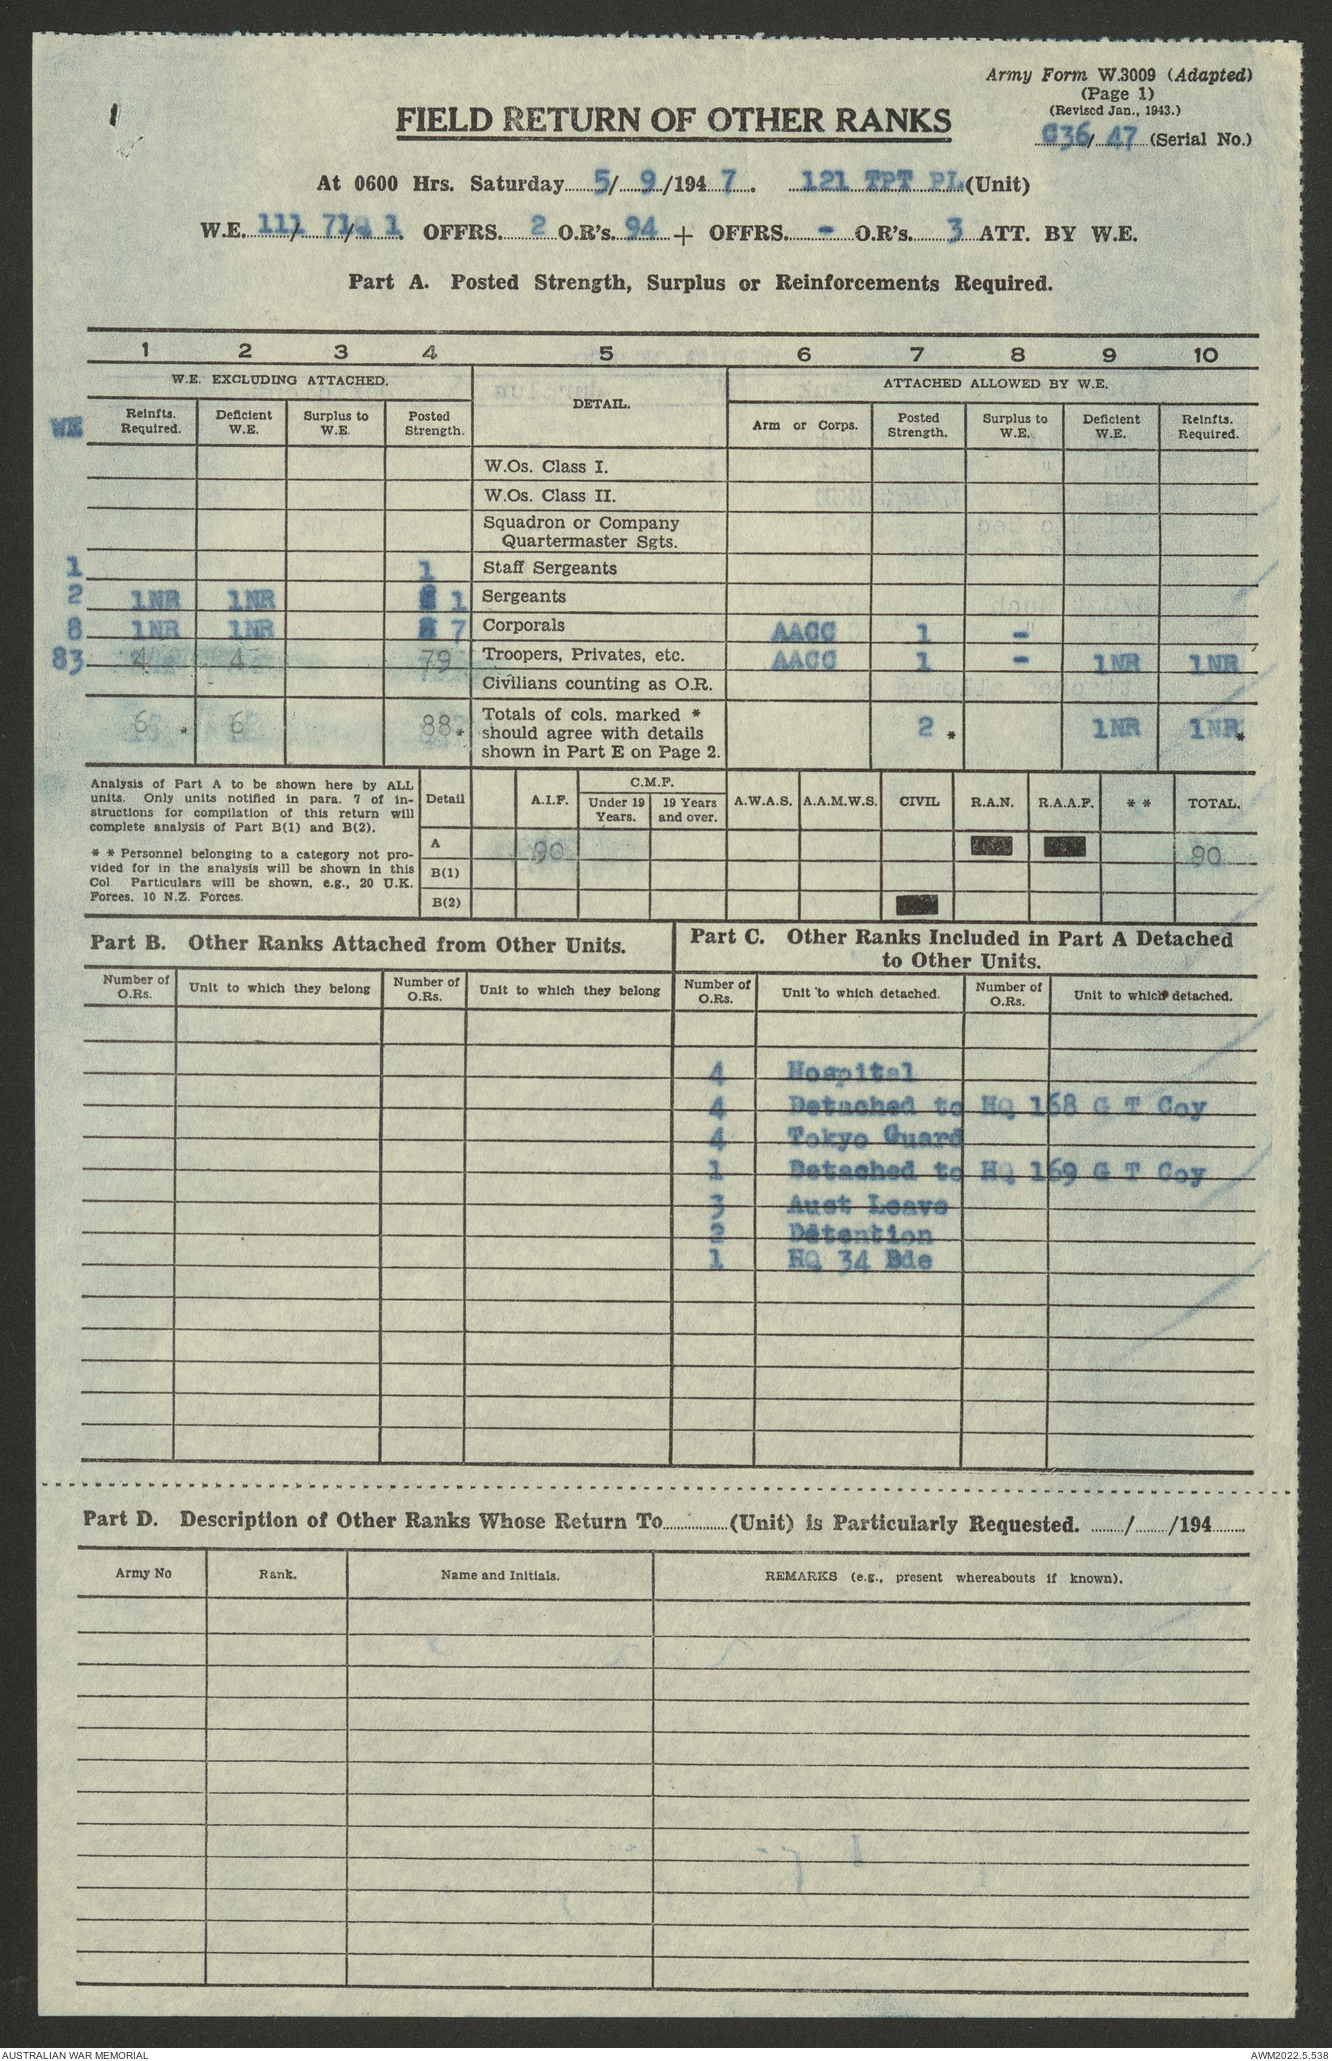 Army Form W.3009 (Adapted)
(Page 1)
(Revised Jan., 1943.)
1
FIELD RETURN OF OTHER RANKS
C36/47 (Serial No.)
At 0600 Hrs. Saturday 5/9/1947. 121 TPT PL (Unit)
W.E. 111/ OFFRS. 2 O.R's. 94 + OFFRS. - O.R's. 3 ATT. BY W.E.
Part A. Posted Strength, Surplus or Reinforcements Required.
1 2 3 4 5 6 7 8 9 10
W.E. EXCLUDING ATTACHED. DETAIL. ATTACHED ALLOWED BY W.E.
WE Reinfts. Required. Deficient W.E. Surplus to W.E. Posted Strength. Arm or Corps. Posted Strength. Surplus to W.E. Deficient W.E. Reinfts. Required.
W.Os. Class I.
W.Os. Class II.
Squadron or Company
Quartermaster Sgts.
1 1 Staff Sergeants
2 1NR 1NR 1 Sergeants
8 1NR 1NR 7 Corporals AACC 1 -
83 4 4 79 Troopers, Privates, etc. AACC 1 - 1NR 1NR
Civilians counting as O.R.
6 * 6 88* Totals of cols. marked * 2 * 1NR 1NR*
should agree with details
shown in Part E on Page 2.
Analysis of Part A to be shown here by ALL
units. Only units notified in para. 7 of in-
structions for compilation of this return will
complete analysis of Part B(1) and B(2).
* * Personnel belonging to a category not pro-
vided for in the analysis will be shown in this
Col Particulars will be shown, e.g., 20 U.K.
Forces, 10 N.Z. Forces.
Detail A.I.F. C.M.F. Under 19 Years. 19 Years and over. A.W.A.S. A.A.M.W.S. CIVIL R.A.N. R.A.A.F. * * TOTAL.
A 90 90
B(1)
B(2)
Part B. Other Ranks Attached from Other Units.
Number of O.Rs. Unit to which they belong Number of O.Rs. Unit to which they belong
Part C. Other Ranks Included in Part A Detached
to Other Units.
Number of O.Rs. Unit to which detached. Number of O.Rs. Unit to which detached.
4 Hospital
4 Detached to HQ 168 G T Coy
4 Tokyo Guard
1 Detached to HQ 169 G T Coy
3 Aust Leave
2 Detention
1 HQ 34 Bde
Part D. Description of Other Ranks Whose Return To............(Unit) is Particularly Requested. ......../......../194........
Army No Rank. Name and Initials. REMARKS (e.g., present whereabouts if known).
AUSTRALIAN WAR MEMORIAL AWM2022.5.538